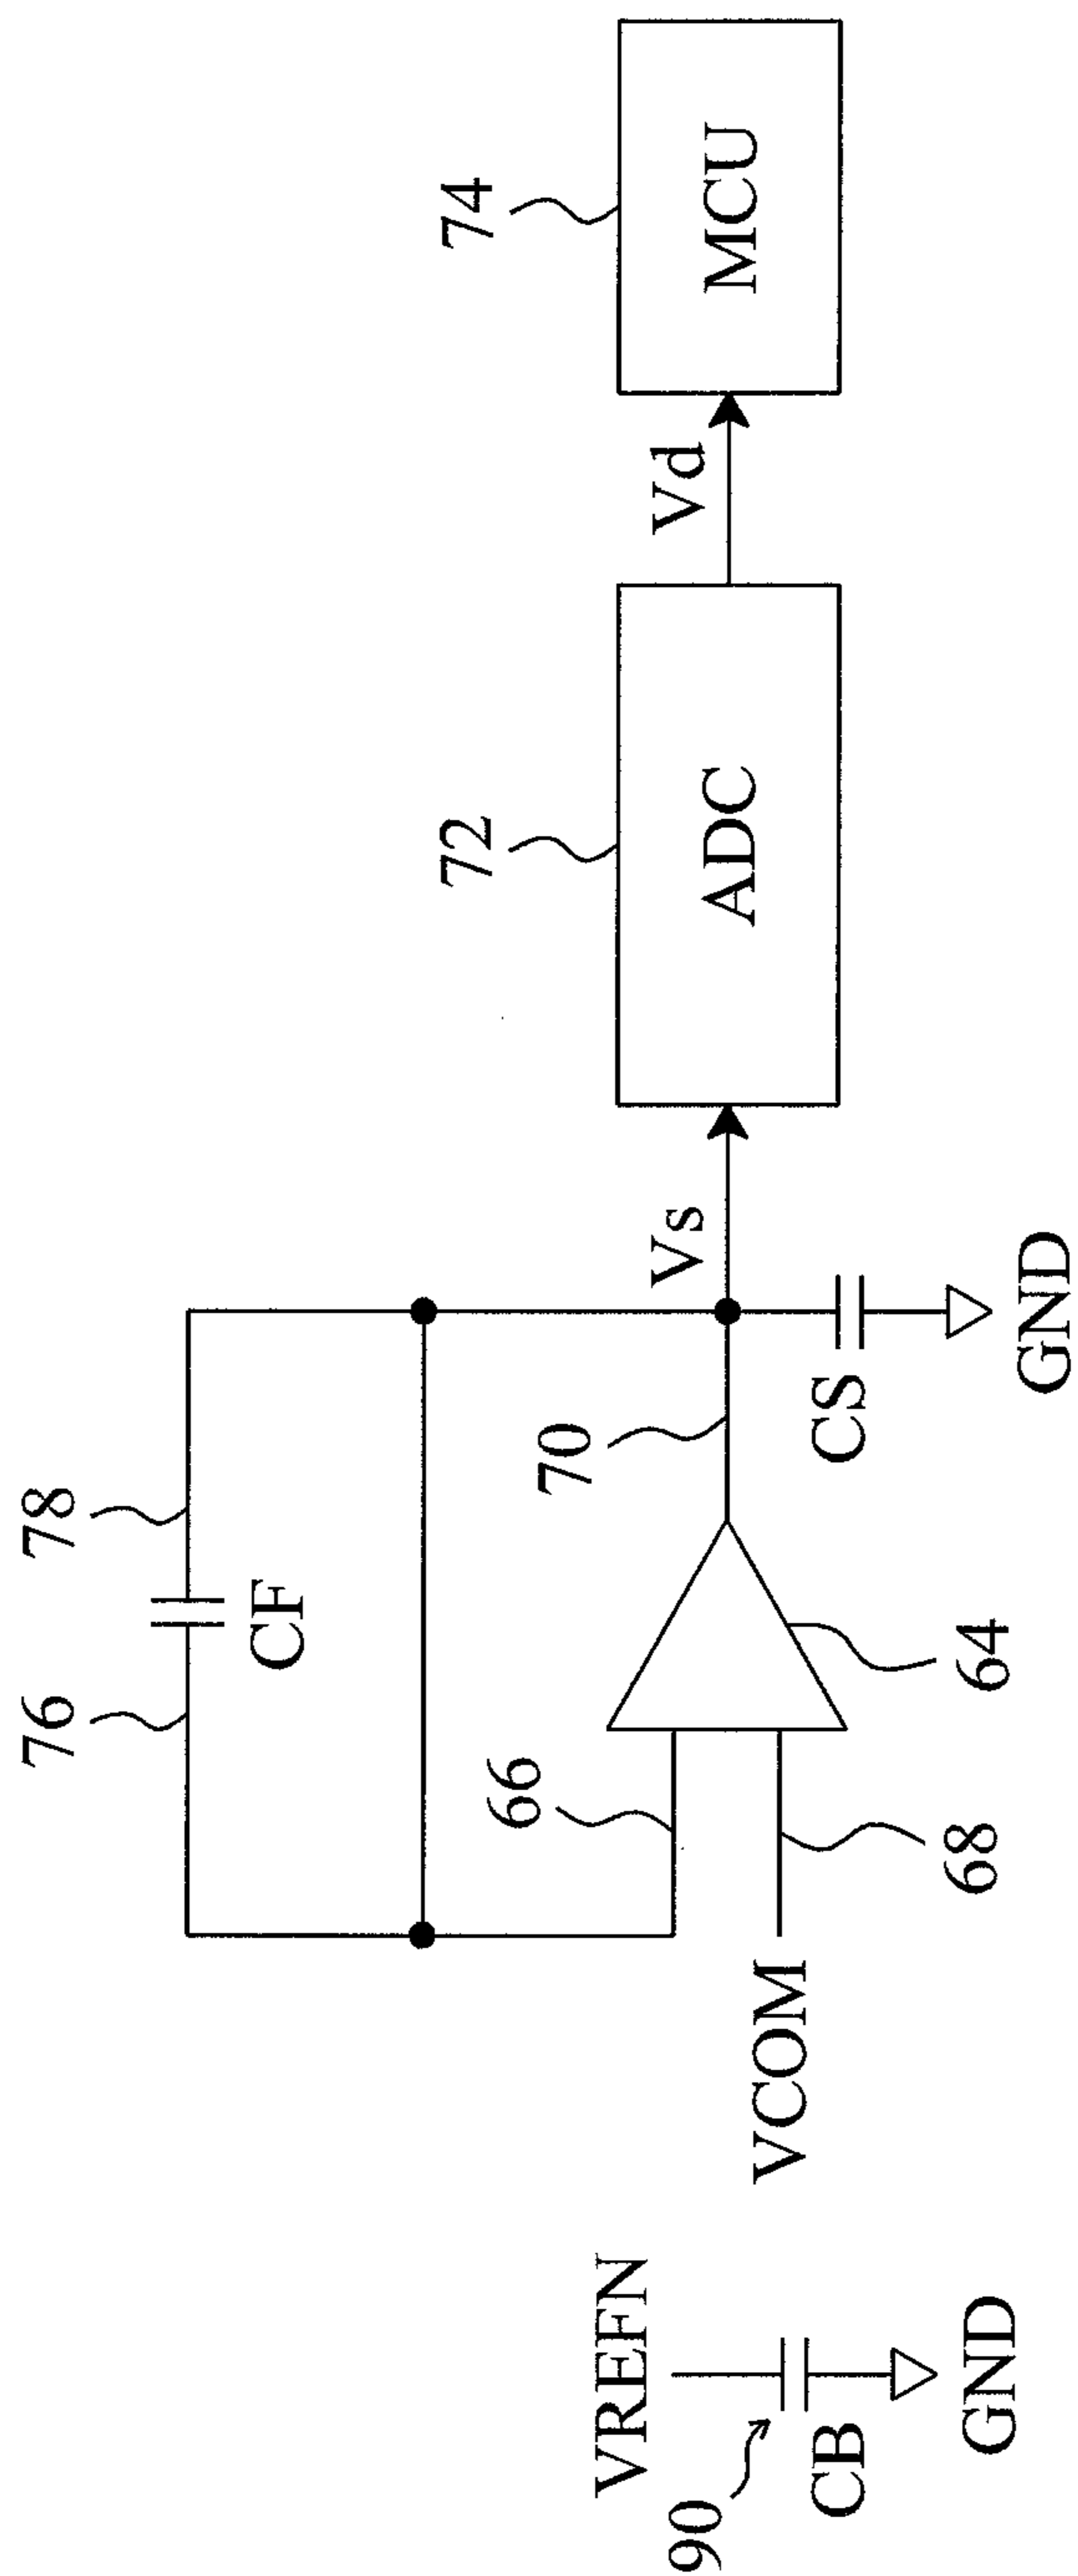 76
78
CF
66
70
Vs
72
ADC
Vd
74
MCU
VREFN
90
CB
GND
VCOM
68
64
CS
GND